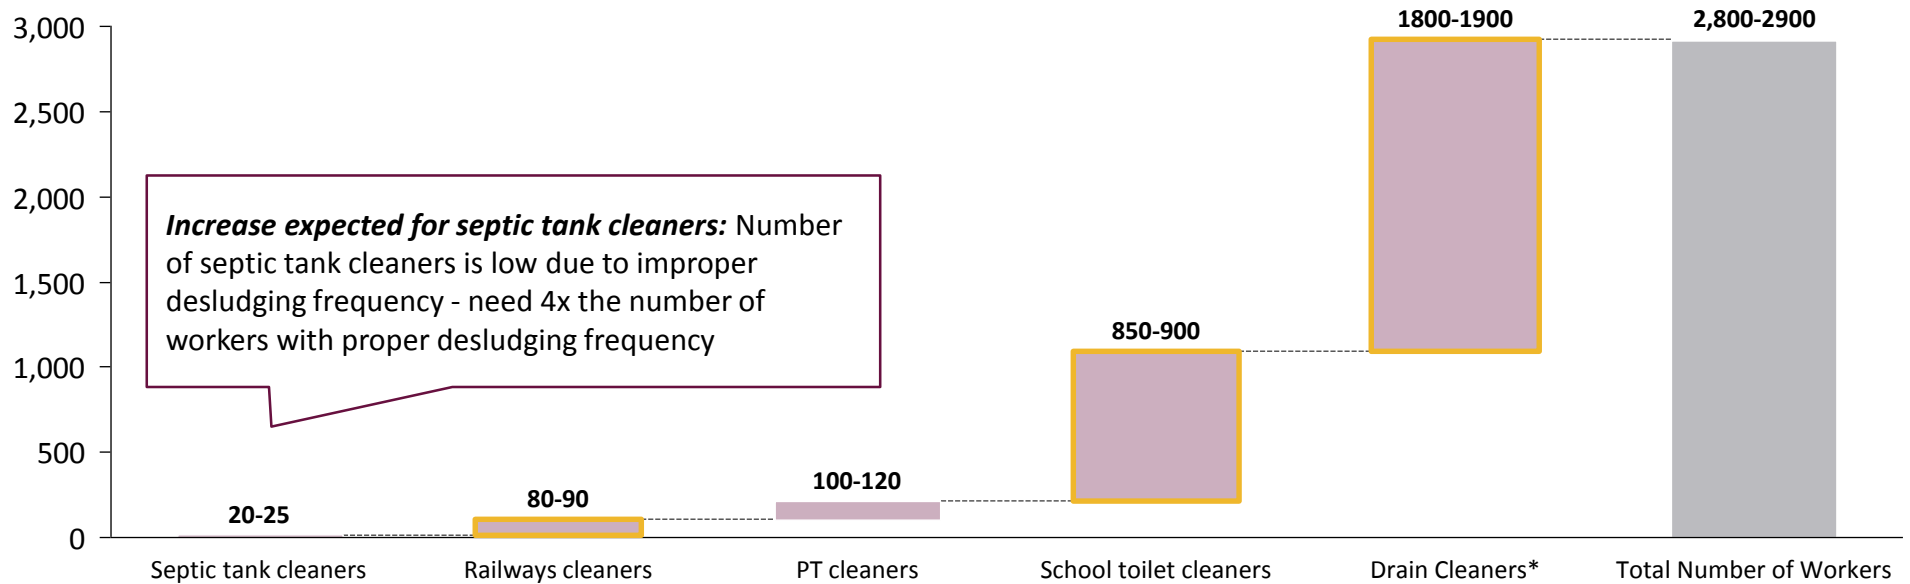 3,000
2,500
2,000
1,500
1,000
500
0
Increase expected for septic tank cleaners: Number
of septic tank cleaners is low due to improper
desludging frequency - need 4x the number of
workers with proper desludging frequency
20-25
80-90
100-120
850-900
1800-1900
2,800-2900
Septic tank cleaners
Railways cleaners
PT cleaners
School toilet cleaners
Drain Cleaners*
Total Number of Workers